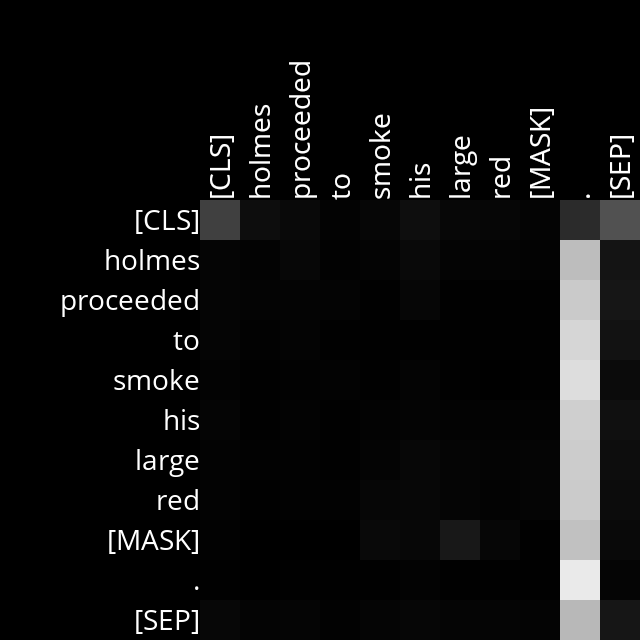 [CLS] holmes proceeded to smoke his large red [MASK] . [SEP]
[CLS]
holmes
proceeded
to
smoke
his
large
red
[MASK]
.
[SEP]